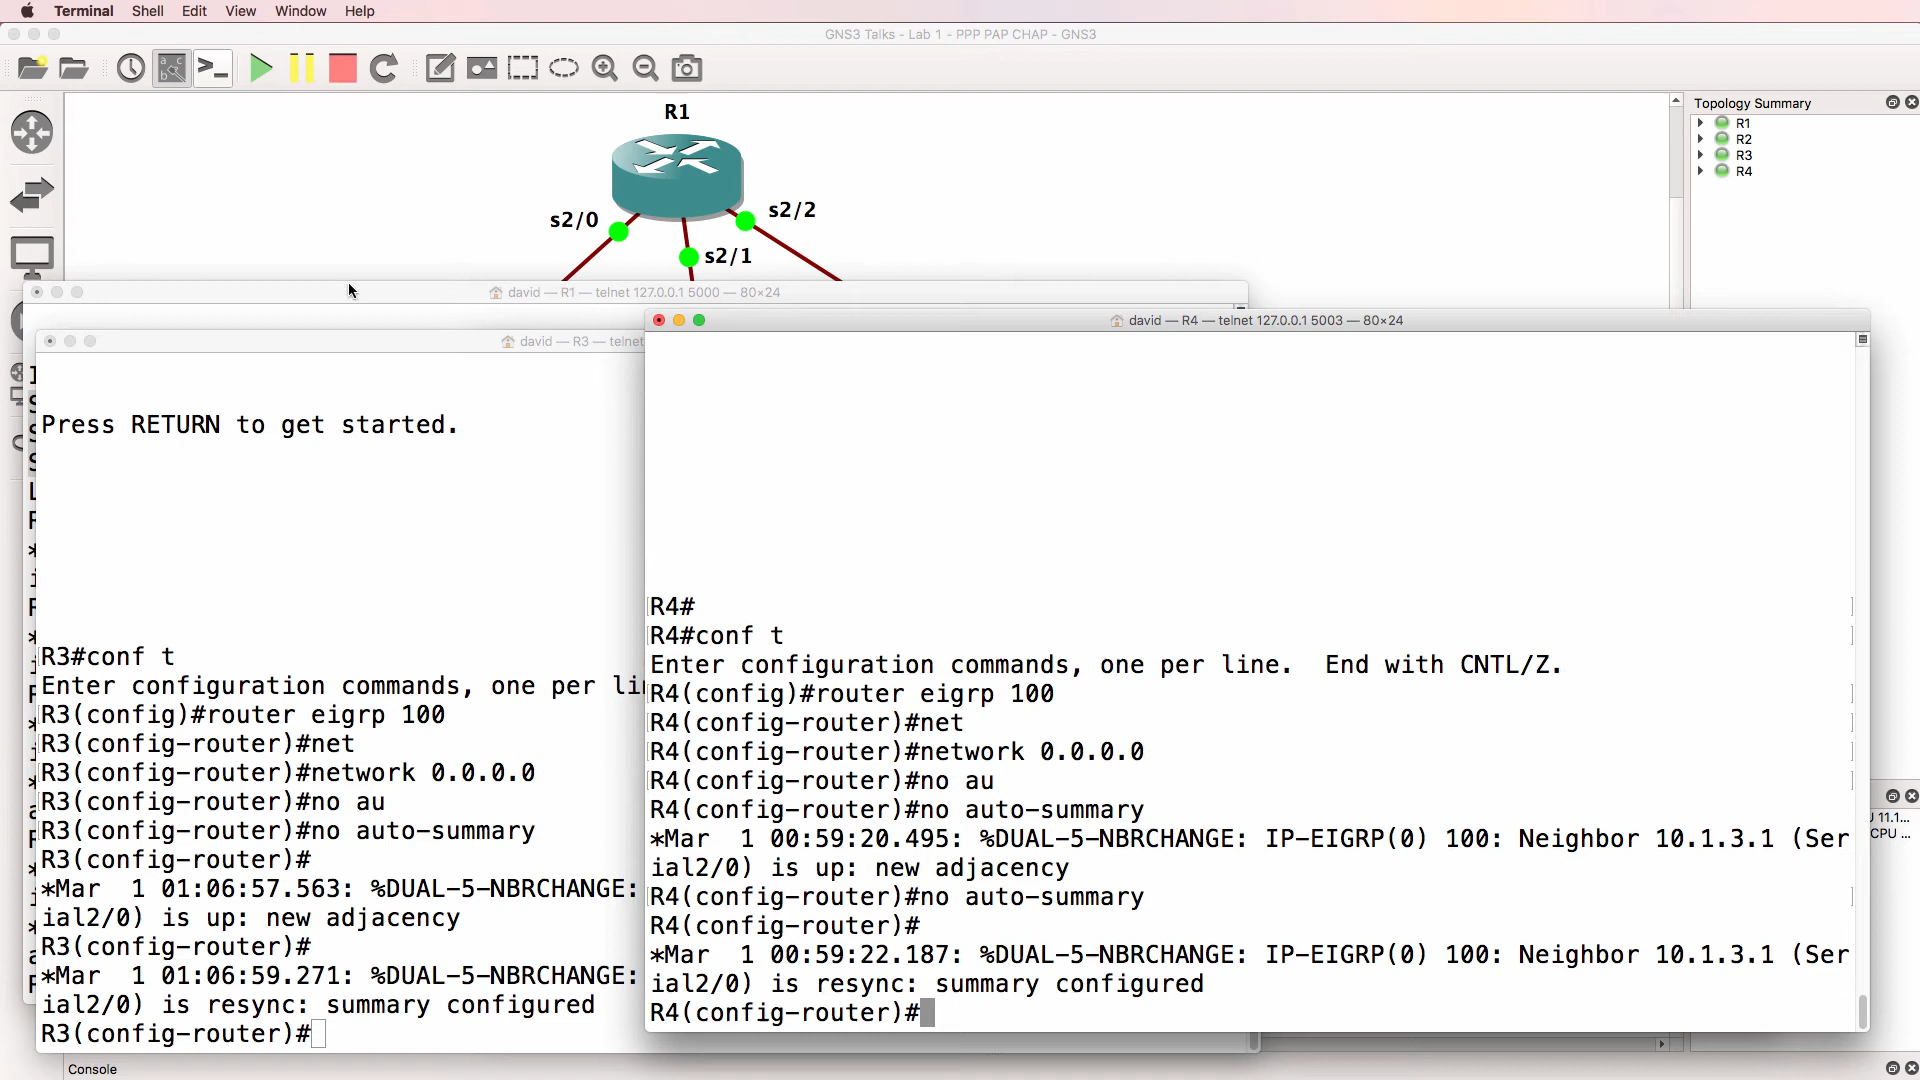 Terminal Shell Edit View Window Help
GNS3 Talks - Lab 1 - PPP PAP CHAP - GNS3
R1
s2/0
s2/2
s2/1
Topology Summary
R1
R2
R3
R4
david — R1 — telnet 127.0.0.1 5000 — 80×24
david — R3 — telnet
Press RETURN to get started.
R3#conf t
Enter configuration commands, one per li
R3(config)#router eigrp 100
R3(config-router)#net
R3(config-router)#network 0.0.0.0
R3(config-router)#no au
R3(config-router)#no auto-summary
R3(config-router)#
*Mar  1 01:06:57.563: %DUAL-5-NBRCHANGE:
ial2/0) is up: new adjacency
R3(config-router)#
*Mar  1 01:06:59.271: %DUAL-5-NBRCHANGE:
ial2/0) is resync: summary configured
R3(config-router)#
david — R4 — telnet 127.0.0.1 5003 — 80×24
R4#
R4#conf t
Enter configuration commands, one per line.  End with CNTL/Z.
R4(config)#router eigrp 100
R4(config-router)#net
R4(config-router)#network 0.0.0.0
R4(config-router)#no au
R4(config-router)#no auto-summary
*Mar  1 00:59:20.495: %DUAL-5-NBRCHANGE: IP-EIGRP(0) 100: Neighbor 10.1.3.1 (Ser
ial2/0) is up: new adjacency
R4(config-router)#no auto-summary
R4(config-router)#
*Mar  1 00:59:22.187: %DUAL-5-NBRCHANGE: IP-EIGRP(0) 100: Neighbor 10.1.3.1 (Ser
ial2/0) is resync: summary configured
R4(config-router)#
11.1...
CPU ...
Console